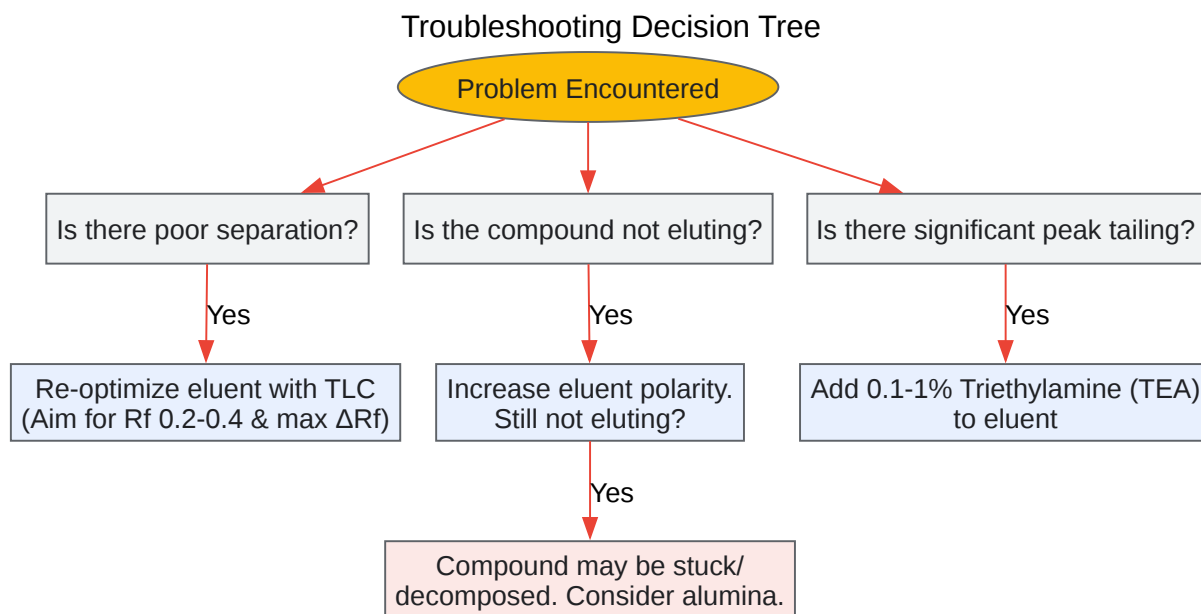 Troubleshooting Decision Tree
Problem Encountered
Is there poor separation?
Is the compound not eluting?
Is there significant peak tailing?
Yes
Yes
Yes
Re-optimize eluent with TLC
(Aim for Rf 0.2-0.4 & max ΔRf)
Increase eluent polarity.
Still not eluting?
Add 0.1-1% Triethylamine (TEA)
to eluent
Yes
Compound may be stuck/
decomposed. Consider alumina.